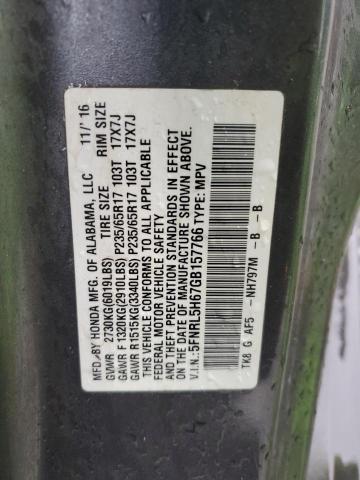 MFD.BY HONDA MFG. OF ALABAMA, LLC 11/' 16
GVWR 2730KG(6019LBS) TIRE SIZE RIM SIZE
GAWR F 1320KG(2910LBS) P235/65R17 103T 17X7J
GAWR R1515KG(3340LBS) P235/65R17 103T 17X7J
THIS VEHICLE CONFORMS TO ALL APPLICABLE
FEDERAL MOTOR VEHICLE SAFETY
AND THEFT PREVENTION STANDARDS IN EFFECT
ON THE DATE OF MANUFACTURE SHOWN ABOVE.
V.I.N.:5FNRL5H67GB157766 TYPE: MPV
TK8 G AF5 -NH797M -B -B